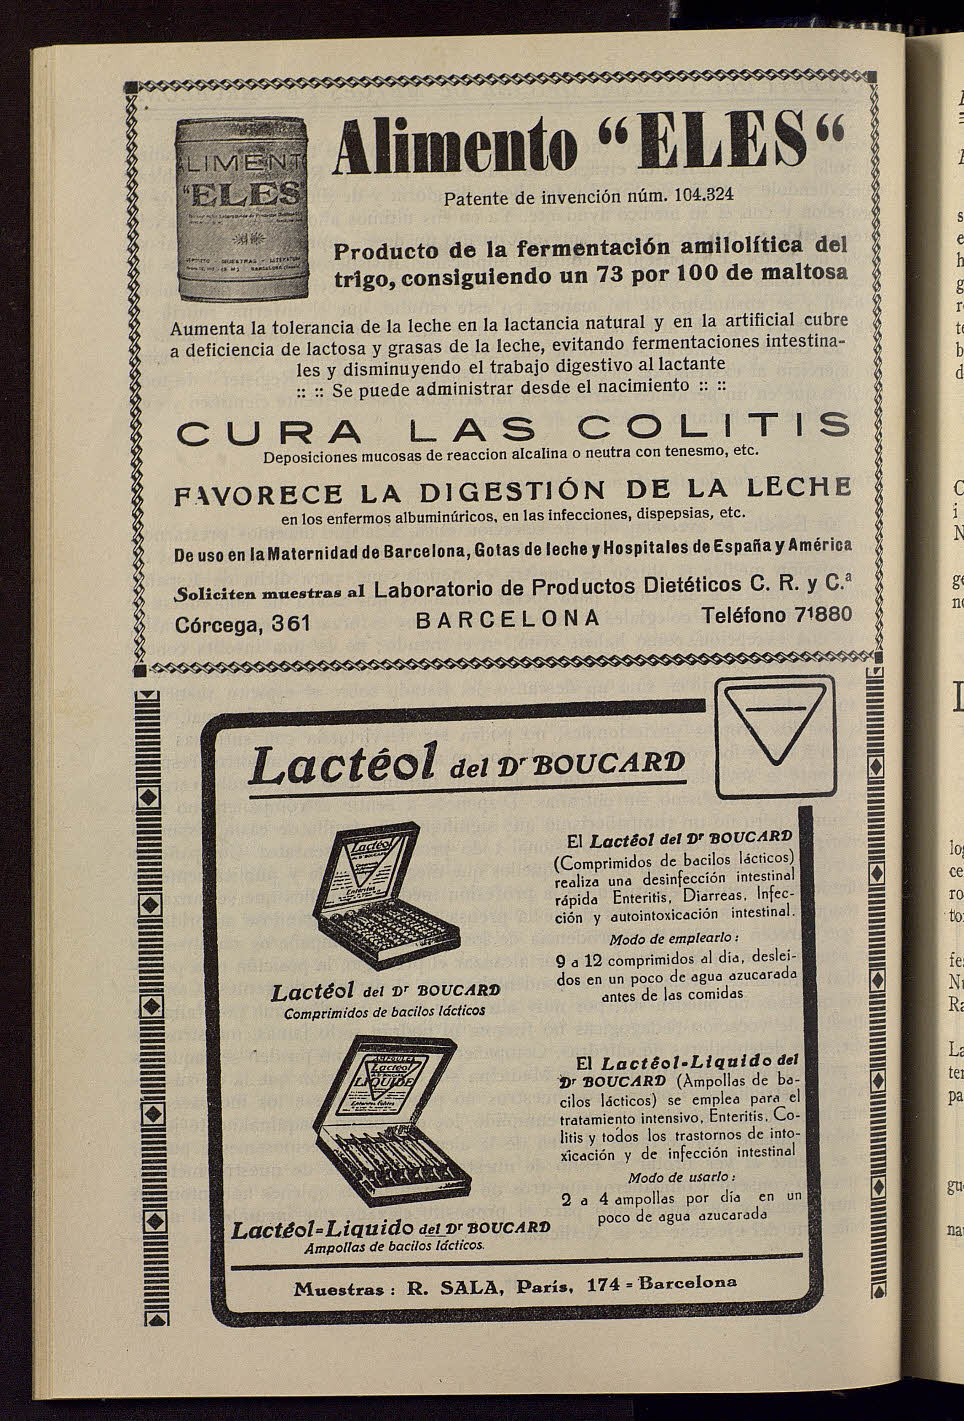 Alimento “ELES“
ALIMENT
“ELES
Patente de invención núm. 104.324
Producto de la fermentación amilolítica del
trigo, consiguiendo un 73 por 100 de maltosa
Aumenta la tolerancia de la leche en la lactancia natural y en la artificial cubre
a deficiencia de lactosa y grasas de la leche, evitando fermentaciones intestina-
les y disminuyendo el trabajo digestivo al lactante
:: :: Se puede administrar desde el nacimiento :: ::
CURA LAS COLITIS
Deposiciones mucosas de reaccion alcalina o neutra con tenesmo, etc.
FAVORECE LA DIGESTIÓN DE LA LECHE
en los enfermos albuminúricos, en las infecciones, dispepsias, etc.
De uso en la Maternidad de Barcelona, Gotas de leche y Hospitales de España y América
Soliciten muestras al Laboratorio de Productos Dietéticos C. R. y C.ª
Córcega, 361 BARCELONA Teléfono 71880
Lactéol del Dr BOUCARD
Lactéol
El Lactéol del Dr BOUCARD
(Comprimidos de bacilos lácticos)
realiza una desinfección intestinal
rápida Enteritis, Diarreas, Infec-
ción y autointoxicación intestinal.
Modo de emplearlo :
9 a 12 comprimidos al día, deslei-
dos en un poco de agua azucarada
antes de las comidas
Lactéol del Dr BOUCARD
Comprimidos de bacilos lácticos
AMPOULES
Lactéol
LIQUIDE
El Lactéol=Liquido del
Dr BOUCARD (Ampollas de ba-
cilos lácticos) se emplea para el
tratamiento intensivo, Enteritis, Co-
litis y todos los trastornos de into-
xicación y de infección intestinal
Modo de usarlo :
2 a 4 ampollas por día en un
poco de agua azucarada
Lactéol=Liquido del Dr BOUCARD
Ampollas de bacilos lácticos.
Muestras : R. SALA, París, 174 = Barcelona